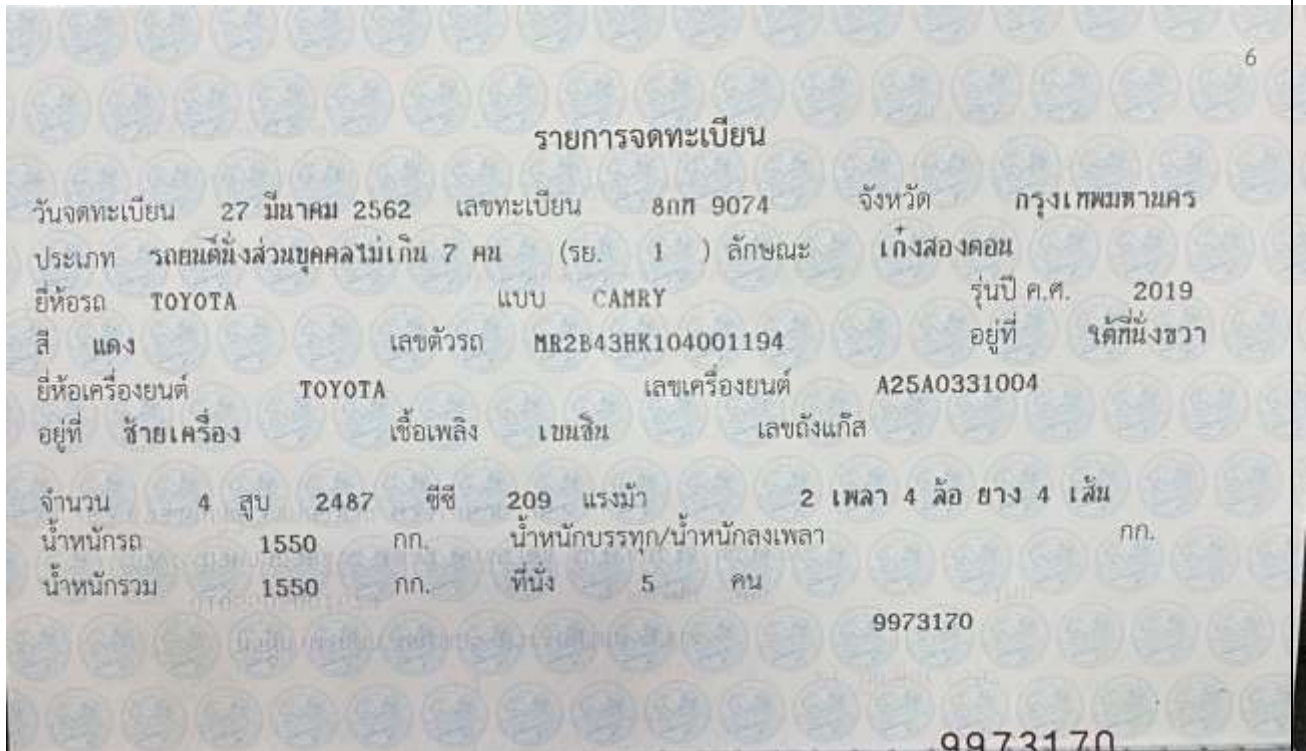 6
รายการจดทะเบียน
วันจดทะเบียน 27 มีนาคม 2562 เลขทะเบียน 8กก 9074 จังหวัด กรุงเทพมหานคร
ประเภท รถยนต์นั่งส่วนบุคคลไม่เกิน 7 คน (รย. 1 ) ลักษณะ เก๋งสองตอน
ยี่ห้อรถ TOYOTA แบบ CAMRY รุ่นปี ค.ศ. 2019
สี แดง เลขตัวรถ MR2B43HK104001194 อยู่ที่ ใต้ที่นั่งขวา
ยี่ห้อเครื่องยนต์ TOYOTA เลขเครื่องยนต์ A25A0331004
อยู่ที่ ซ้ายเครื่อง เชื้อเพลิง เบนซิน เลขถังแก๊ส
จำนวน 4 สูบ 2487 ซีซี 209 แรงม้า 2 เพลา 4 ล้อ ยาง 4 เส้น
น้ำหนักรถ 1550 กก. น้ำหนักบรรทุก/น้ำหนักลงเพลา กก.
น้ำหนักรวม 1550 กก. ที่นั่ง 5 คน
9973170
9973170